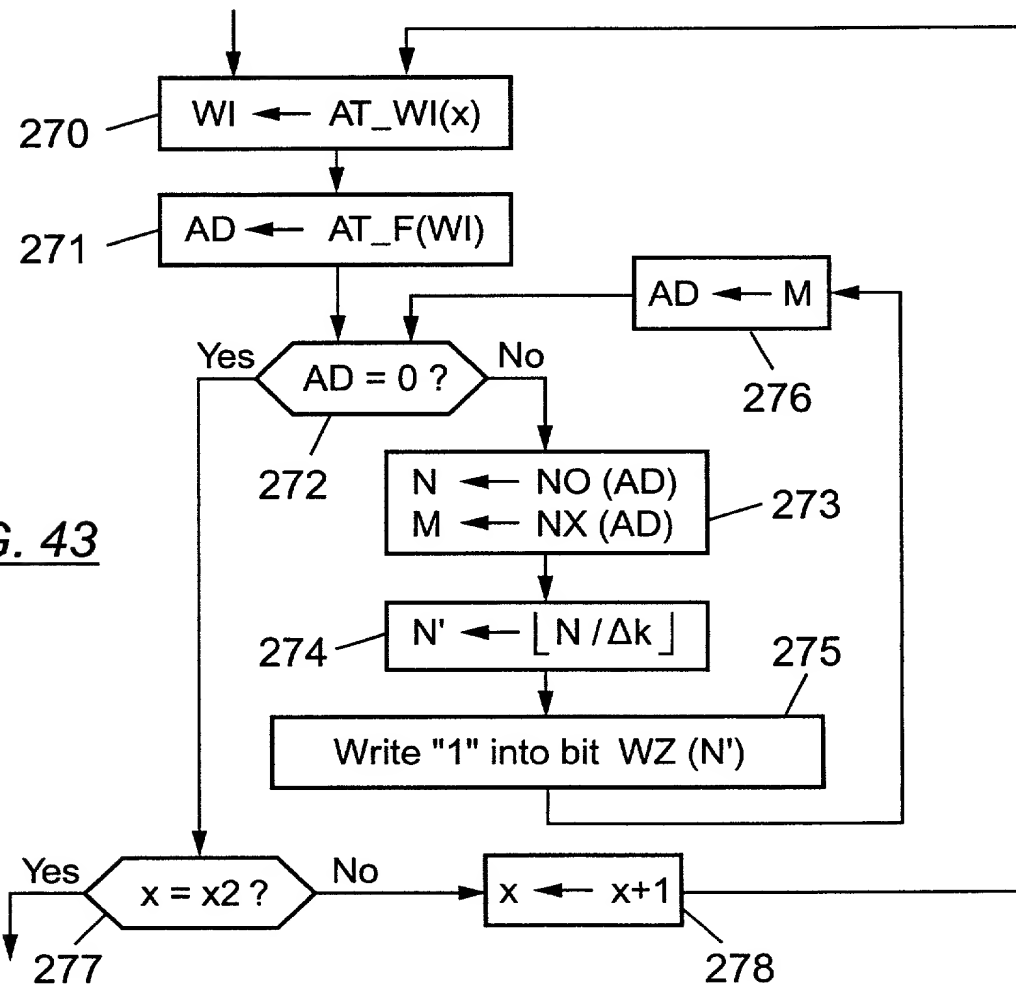 WI ← AT_WI(x)
270
AD ← AT_F(WI)
271
AD ← M
276
Yes
AD = 0 ?
No
272
N ← NO (AD)
M ← NX (AD)
273
G. 43
N' ← ⌊ N / Δk ⌋
274
275
Write "1" into bit WZ (N')
Yes
x = x2 ?
No
x ← x+1
277
278